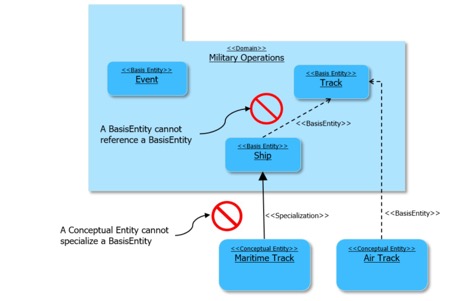 <<Domain>>
Military Operations
<<Basis Entity>>
Event
<<Basis Entity>>
Track
A BasisEntity cannot
reference a BasisEntity
<<BasisEntity>>
<<Basis Entity>>
Ship
<<Specialization>>
<<BasisEntity>>
A Conceptual Entity cannot
specialize a BasisEntity
<<Conceptual Entity>>
Maritime Track
<<Conceptual Entity>>
Air Track